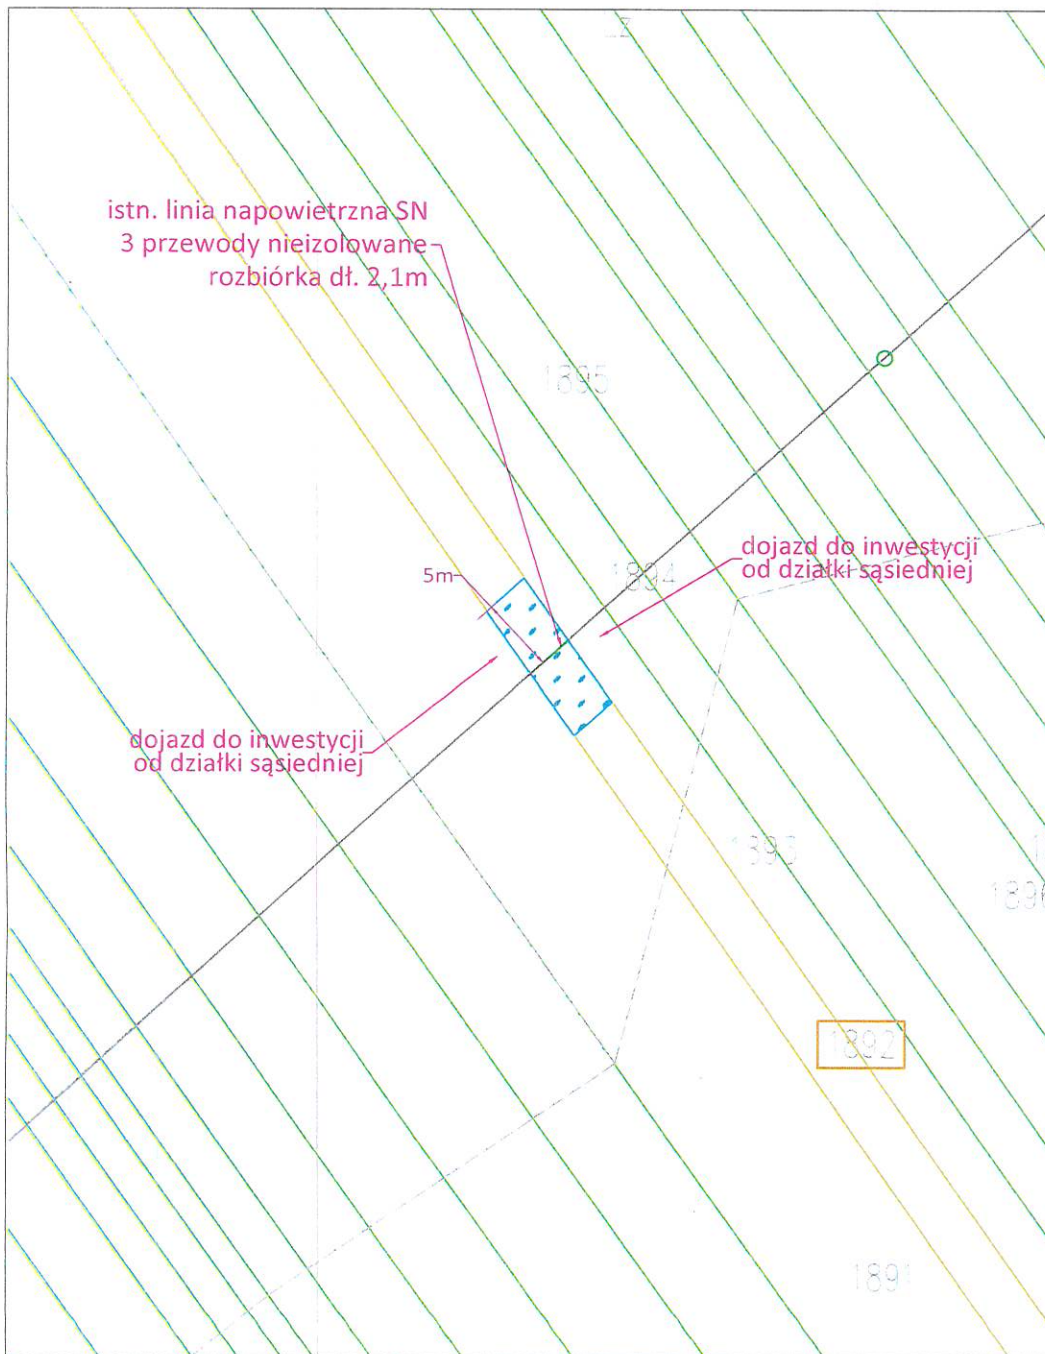 istn. linia napowietrzna SN
3 przewody nieizolowane
rozbiórka dł. 2,1m
1895
dojazd do inwestycji
od działki sąsiedniej
1894
5m
dojazd do inwestycji
od działki sąsiedniej
1893
1892
1891